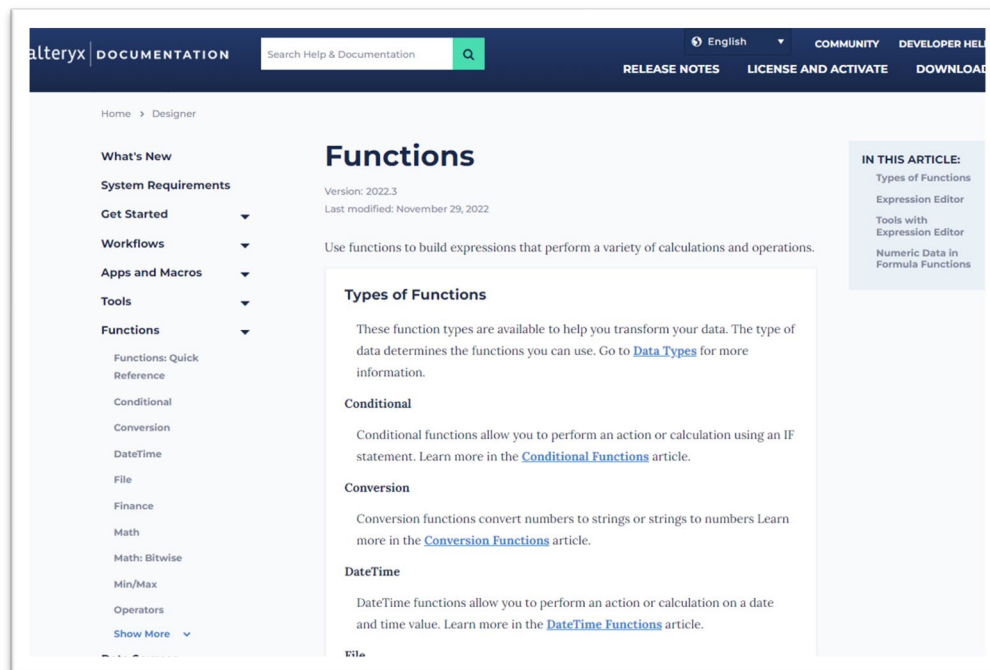 alteryx DOCUMENTATION
Search Help & Documentation
English
COMMUNITY
DEVELOPER HEL
RELEASE NOTES
LICENSE AND ACTIVATE
DOWNLOAD
Home > Designer
What's New
System Requirements
Get Started
Workflows
Apps and Macros
Tools
Functions
Functions: Quick
Reference
Conditional
Conversion
DateTime
File
Finance
Math
Math: Bitwise
Min/Max
Operators
Show More
Functions
Version: 2022.3
Last modified: November 29, 2022
Use functions to build expressions that perform a variety of calculations and operations.
Types of Functions
These function types are available to help you transform your data. The type of
data determines the functions you can use. Go to Data Types for more
information.
Conditional
Conditional functions allow you to perform an action or calculation using an IF
statement. Learn more in the Conditional Functions article.
Conversion
Conversion functions convert numbers to strings or strings to numbers Learn
more in the Conversion Functions article.
DateTime
DateTime functions allow you to perform an action or calculation on a date
and time value. Learn more in the DateTime Functions article.
File
IN THIS ARTICLE:
Types of Functions
Expression Editor
Tools with
Expression Editor
Numeric Data in
Formula Functions